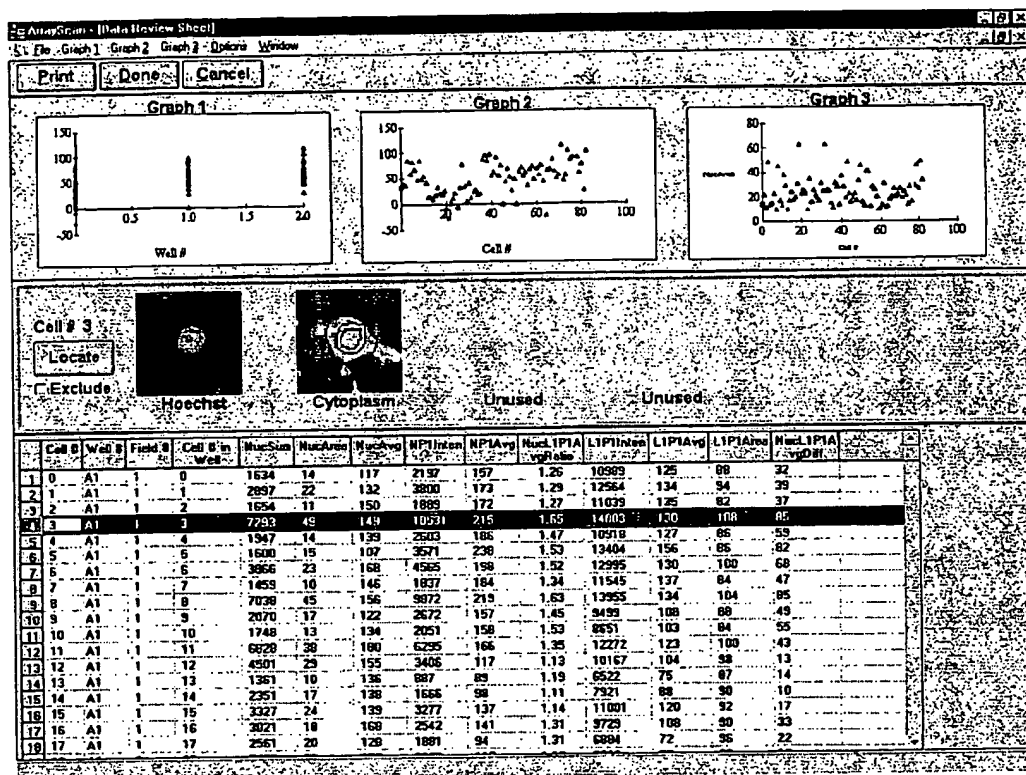 ArrayScan - [Data Review Sheet]
File Graph 1 Graph 2 Graph 3 Options Window
Print Done Cancel
Graph 1 Graph 2 Graph 3
150
100
50
0
-50
0.5 1.0 2.0
Well #
150
100
50
0
-50
20 40 60 80 100
Cell #
80
60
40
20
0
0 20 40 60 80 100
NucArea
Cell #
Cell # 3
Locate
Exclude
Hoechst Cytoplasm Unused Unused
Cell # Well # Field # Cell # in Well NucSize NucArea NucAvg NP1Inten NP1Avg NucL1P1AvgRatio L1P1Inten L1P1Avg L1P1Area NucL1P1AvgDiff
1 0 A1 1 0 1634 14 117 2197 157 1.26 10989 125 88 32
2 1 A1 1 1 2897 22 132 3800 173 1.29 12564 134 94 39
3 2 A1 1 2 1654 11 150 1889 172 1.27 11039 135 82 37
3 A1 1 3 7293 49 149 10531 215 1.65 14003 130 108 85
5 4 A1 1 4 1947 14 139 2603 186 1.47 10918 127 86 59
6 5 A1 1 5 1600 15 107 3571 238 1.53 13404 156 86 82
7 6 A1 1 6 3866 23 168 4565 198 1.52 12995 130 100 68
8 7 A1 1 7 1459 10 146 1837 184 1.34 11545 137 84 47
9 8 A1 1 8 7038 45 156 9872 219 1.63 13955 134 104 85
10 9 A1 1 9 2070 17 122 2672 157 1.45 9499 108 88 49
11 10 A1 1 10 1748 13 134 2051 158 1.53 8651 103 84 55
12 11 A1 1 11 6828 38 180 6295 166 1.35 12272 123 100 43
13 12 A1 1 12 4501 29 155 3406 117 1.13 10167 104 98 13
14 13 A1 1 13 1361 10 136 887 89 1.19 6522 75 87 14
15 14 A1 1 14 2351 17 138 1666 98 1.11 7921 88 90 10
16 15 A1 1 15 3327 24 139 3277 137 1.14 11001 120 92 17
17 16 A1 1 16 3021 18 168 2542 141 1.31 9729 108 90 33
18 17 A1 1 17 2561 20 128 1881 94 1.31 6884 72 96 22